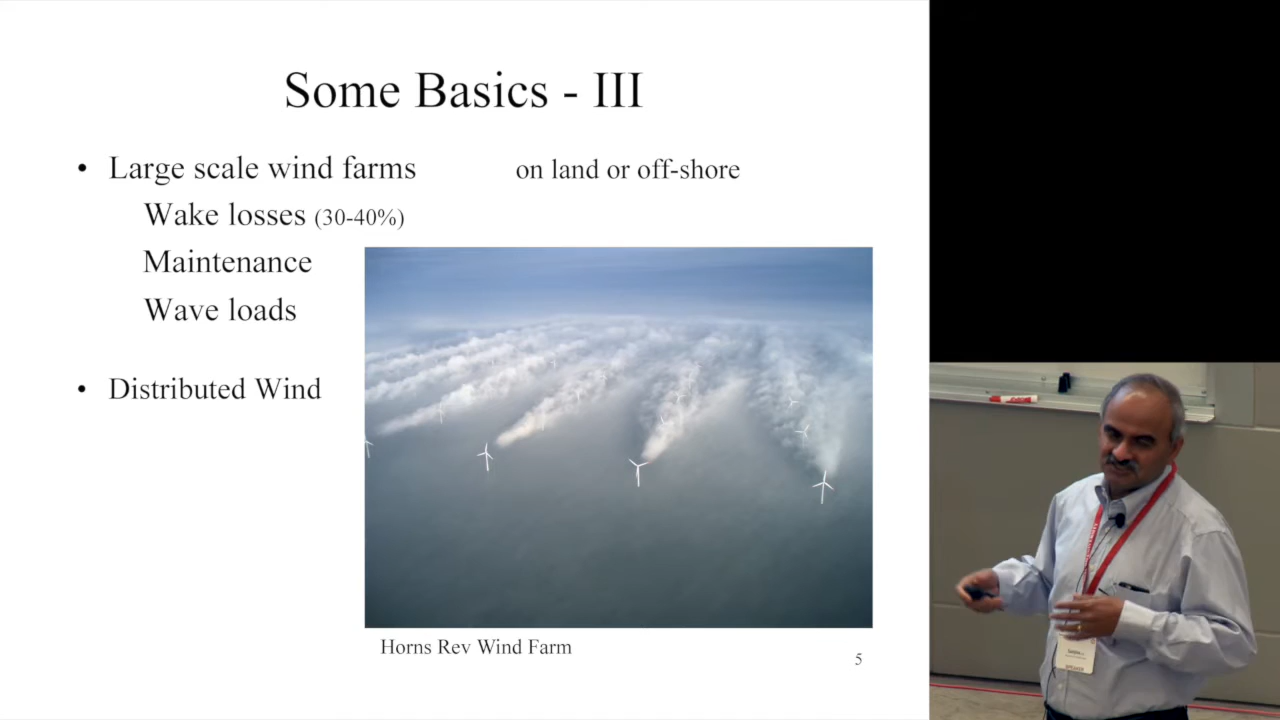 Some Basics - III
• Large scale wind farms on land or off-shore
Wake losses (30-40%)
Maintenance
Wave loads
• Distributed Wind
Horns Rev Wind Farm
5
SPEAKER